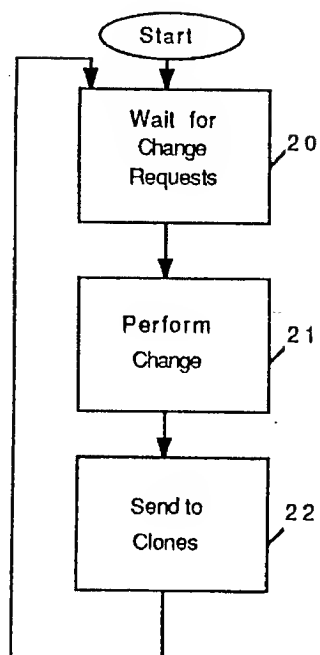 Start
Wait for
Change
Requests
20
Perform
Change
21
Send to
Clones
22